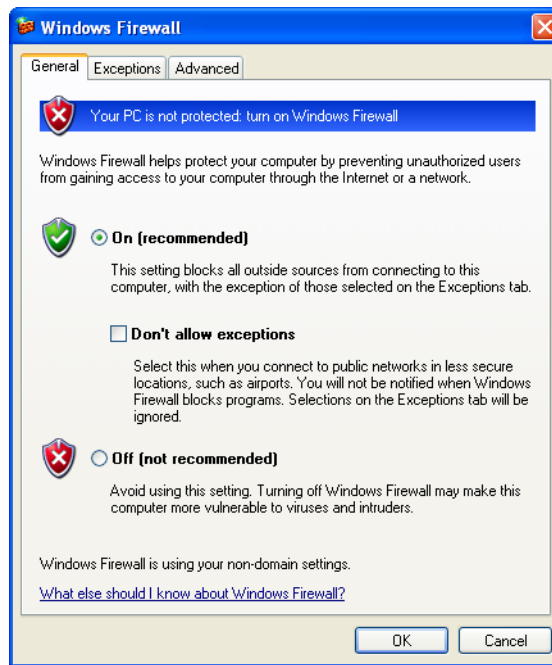 Windows Firewall
General
Exceptions
Advanced
Your PC is not protected: turn on Windows Firewall
Windows Firewall helps protect your computer by preventing unauthorized users
from gaining access to your computer through the Internet or a network.
On (recommended)
This setting blocks all outside sources from connecting to this
computer, with the exception of those selected on the Exceptions tab.
Don't allow exceptions
Select this when you connect to public networks in less secure
locations, such as airports. You will not be notified when Windows
Firewall blocks programs. Selections on the Exceptions tab will be
ignored.
Off (not recommended)
Avoid using this setting. Turning off Windows Firewall may make this
computer more vulnerable to viruses and intruders.
Windows Firewall is using your non-domain settings.
What else should I know about Windows Firewall?
OK
Cancel